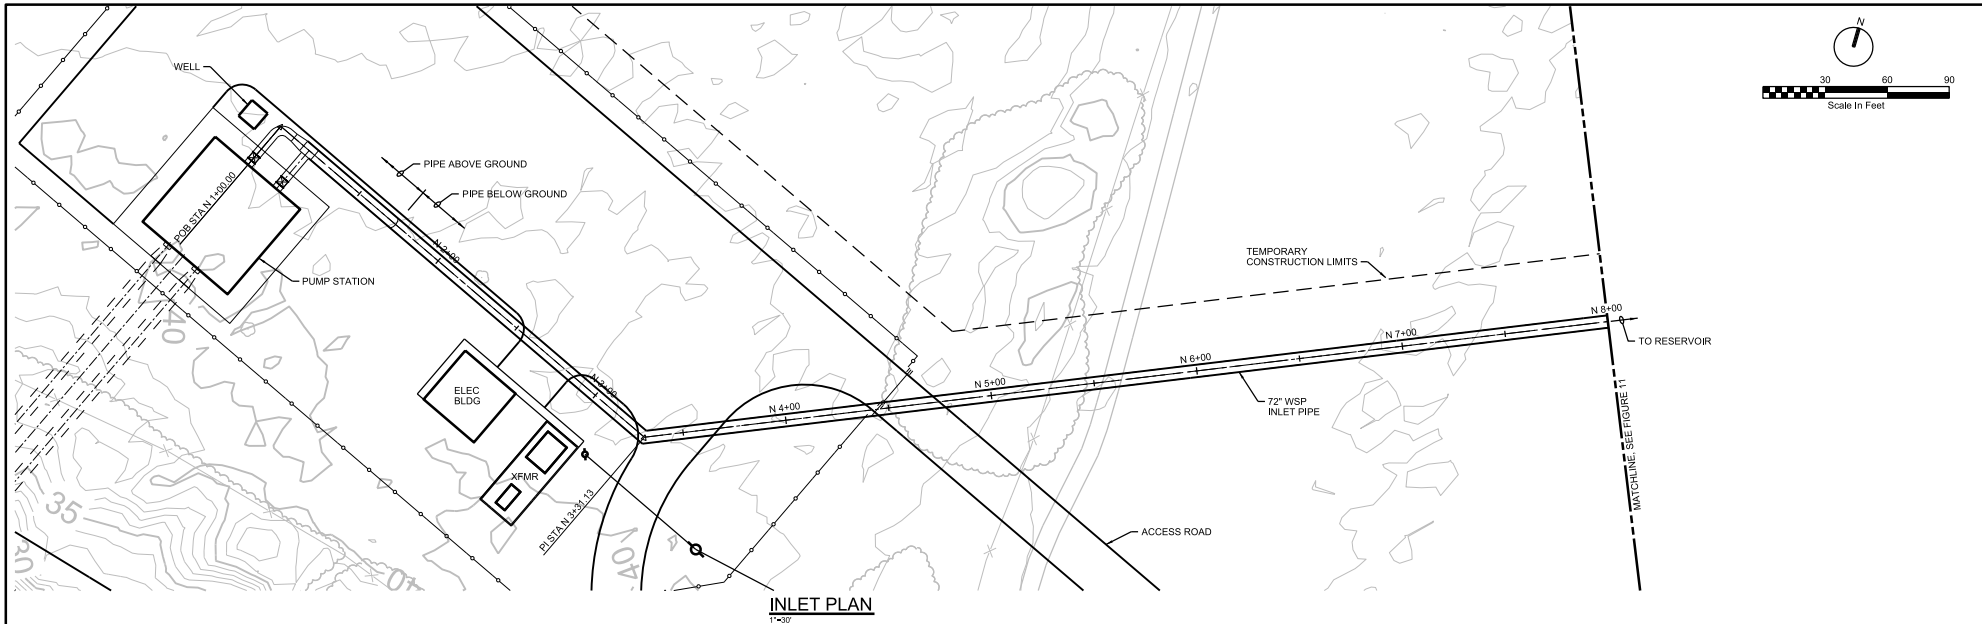 N
30 60 90
Scale In Feet
WELL
PIPE ABOVE GROUND
PIPE BELOW GROUND
POB STA N 1+00.00
N 2+00
PUMP STATION
40
TEMPORARY
CONSTRUCTION LIMITS
N 8+00
N 7+00
TO RESERVOIR
N 6+00
N 5+00
N 4+00
N 3+00
ELEC
BLDG
72" WSP
INLET PIPE
MATCHLINE, SEE FIGURE 11
XFMR
PI STA N 3+31.13
35
ACCESS ROAD
40
40
INLET PLAN
1"=30'